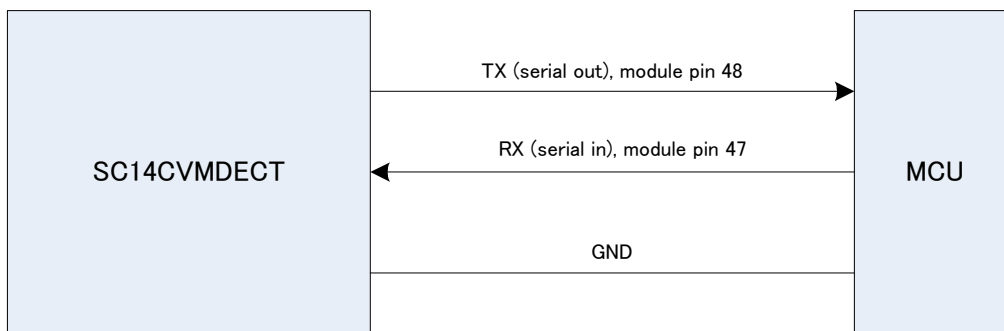 TX (serial out), module pin 48
RX (serial in), module pin 47
SC14CVMDECT
MCU
GND